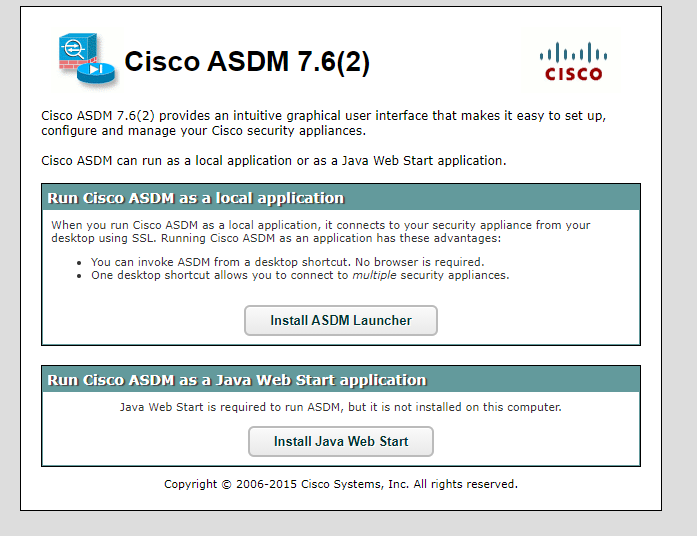 Cisco ASDM 7.6(2)
CISCO
Cisco ASDM 7.6(2) provides an intuitive graphical user interface that makes it easy to set up,
configure and manage your Cisco security appliances.
Cisco ASDM can run as a local application or as a Java Web Start application.
Run Cisco ASDM as a local application
When you run Cisco ASDM as a local application, it connects to your security appliance from your
desktop using SSL. Running Cisco ASDM as an application has these advantages:
• You can invoke ASDM from a desktop shortcut. No browser is required.
• One desktop shortcut allows you to connect to multiple security appliances.
Install ASDM Launcher
Run Cisco ASDM as a Java Web Start application
Java Web Start is required to run ASDM, but it is not installed on this computer.
Install Java Web Start
Copyright © 2006-2015 Cisco Systems, Inc. All rights reserved.